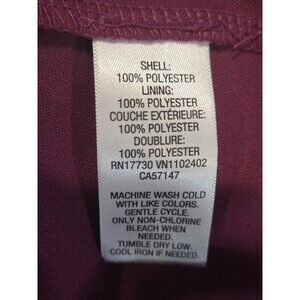 SHELL:
100% POLYESTER
LINING:
100% POLYESTER
COUCHE EXTÉRIEURE:
100% POLYESTER
DOUBLURE:
100% POLYESTER
RN17730 VN1102402
CA57147
MACHINE WASH COLD
WITH LIKE COLORS.
GENTLE CYCLE.
ONLY NON-CHLORINE
BLEACH WHEN
NEEDED.
TUMBLE DRY LOW.
COOL IRON IF NEEDED.